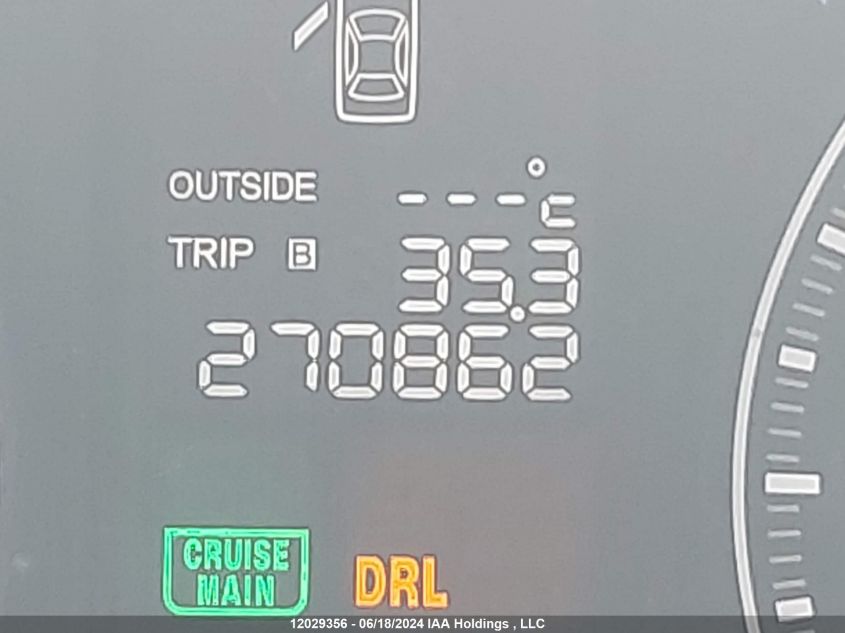 OUTSIDE ---°C
TRIP B 35.3
270862
CRUISE
MAIN
DRL
12029356 - 06/18/2024 IAA Holdings , LLC